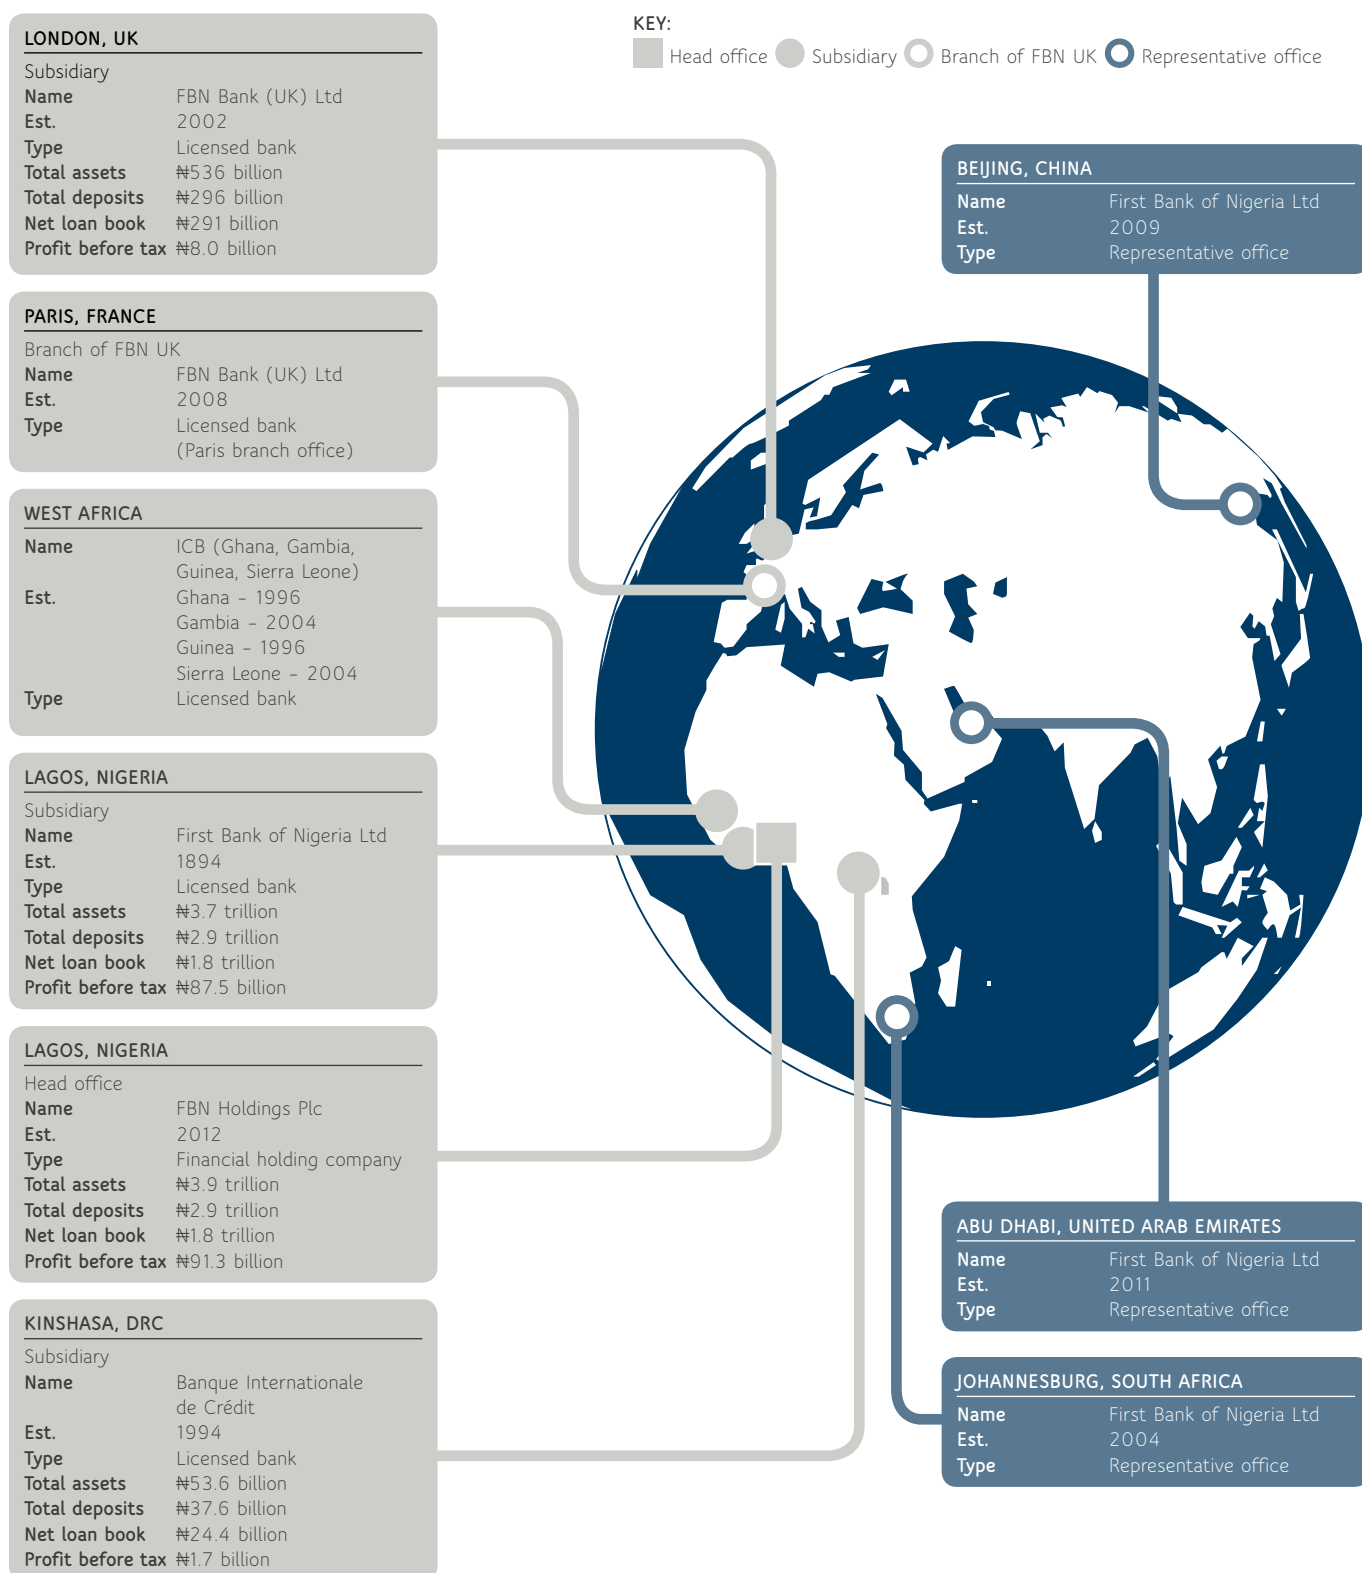 KEY:
Head office Subsidiary Branch of FBN UK Representative office
LONDON, UK
Subsidiary
Name FBN Bank (UK) Ltd
Est. 2002
Type Licensed bank
Total assets ₦536 billion
Total deposits ₦296 billion
Net loan book ₦291 billion
Profit before tax ₦8.0 billion
PARIS, FRANCE
Branch of FBN UK
Name FBN Bank (UK) Ltd
Est. 2008
Type Licensed bank
(Paris branch office)
WEST AFRICA
Name ICB (Ghana, Gambia,
Guinea, Sierra Leone)
Est. Ghana – 1996
Gambia – 2004
Guinea – 1996
Sierra Leone – 2004
Type Licensed bank
LAGOS, NIGERIA
Subsidiary
Name First Bank of Nigeria Ltd
Est. 1894
Type Licensed bank
Total assets ₦3.7 trillion
Total deposits ₦2.9 trillion
Net loan book ₦1.8 trillion
Profit before tax ₦87.5 billion
LAGOS, NIGERIA
Head office
Name FBN Holdings Plc
Est. 2012
Type Financial holding company
Total assets ₦3.9 trillion
Total deposits ₦2.9 trillion
Net loan book ₦1.8 trillion
Profit before tax ₦91.3 billion
KINSHASA, DRC
Subsidiary
Name Banque Internationale
de Crédit
Est. 1994
Type Licensed bank
Total assets ₦53.6 billion
Total deposits ₦37.6 billion
Net loan book ₦24.4 billion
Profit before tax ₦1.7 billion
BEIJING, CHINA
Name First Bank of Nigeria Ltd
Est. 2009
Type Representative office
ABU DHABI, UNITED ARAB EMIRATES
Name First Bank of Nigeria Ltd
Est. 2011
Type Representative office
JOHANNESBURG, SOUTH AFRICA
Name First Bank of Nigeria Ltd
Est. 2004
Type Representative office